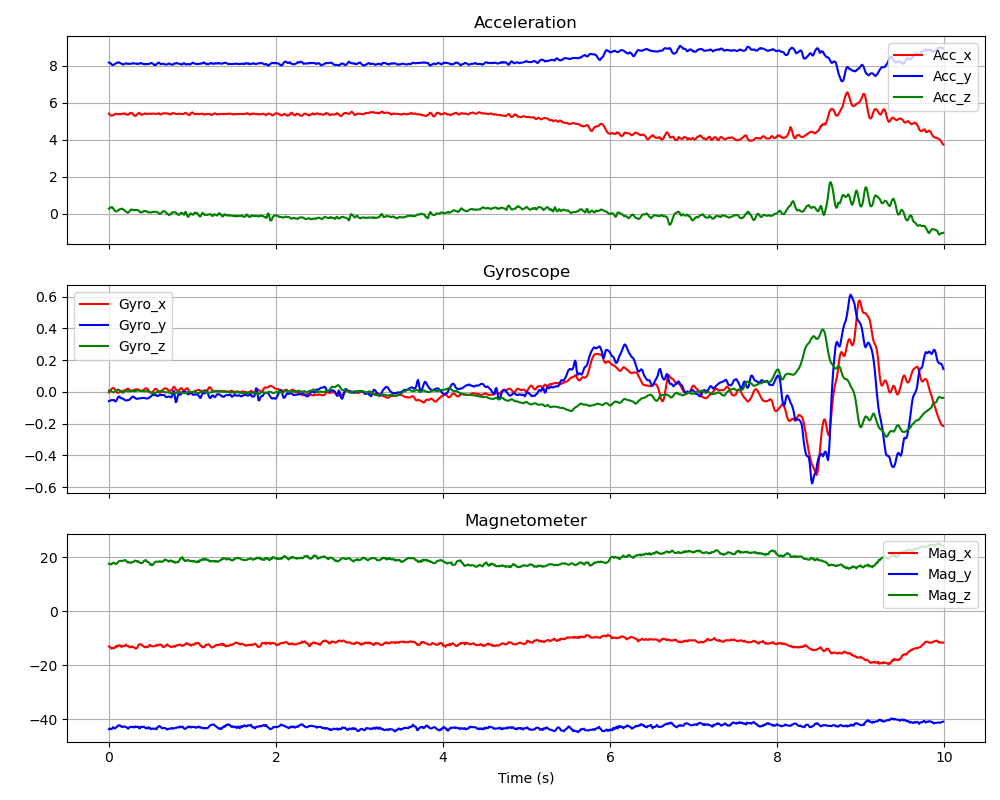 Acceleration
8
6
4
2
0
Acc_x
Acc_y
Acc_z
Gyroscope
0.6
0.4
0.2
0.0
−0.2
−0.4
−0.6
Gyro_x
Gyro_y
Gyro_z
Magnetometer
20
0
−20
−40
Mag_x
Mag_y
Mag_z
0 2 4 6 8 10
Time (s)